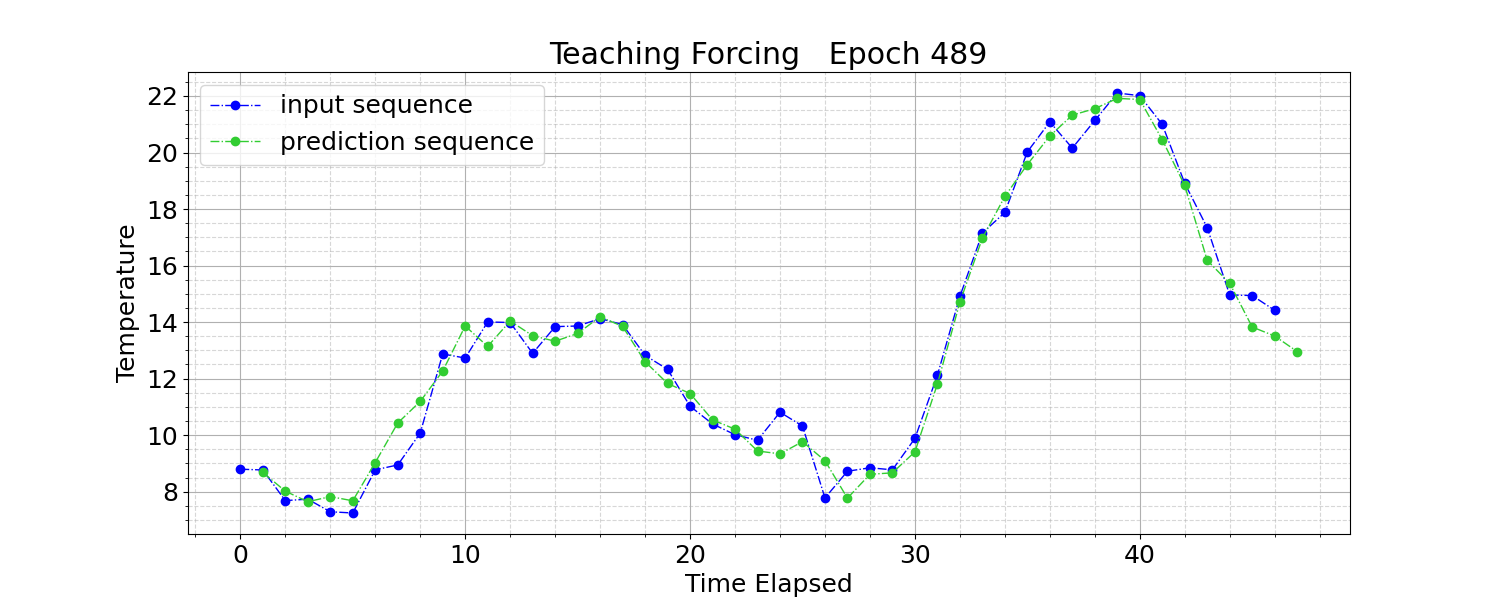 Teaching Forcing   Epoch 489
input sequence
prediction sequence
Temperature
22
20
18
16
14
12
10
8
0 10 20 30 40
Time Elapsed